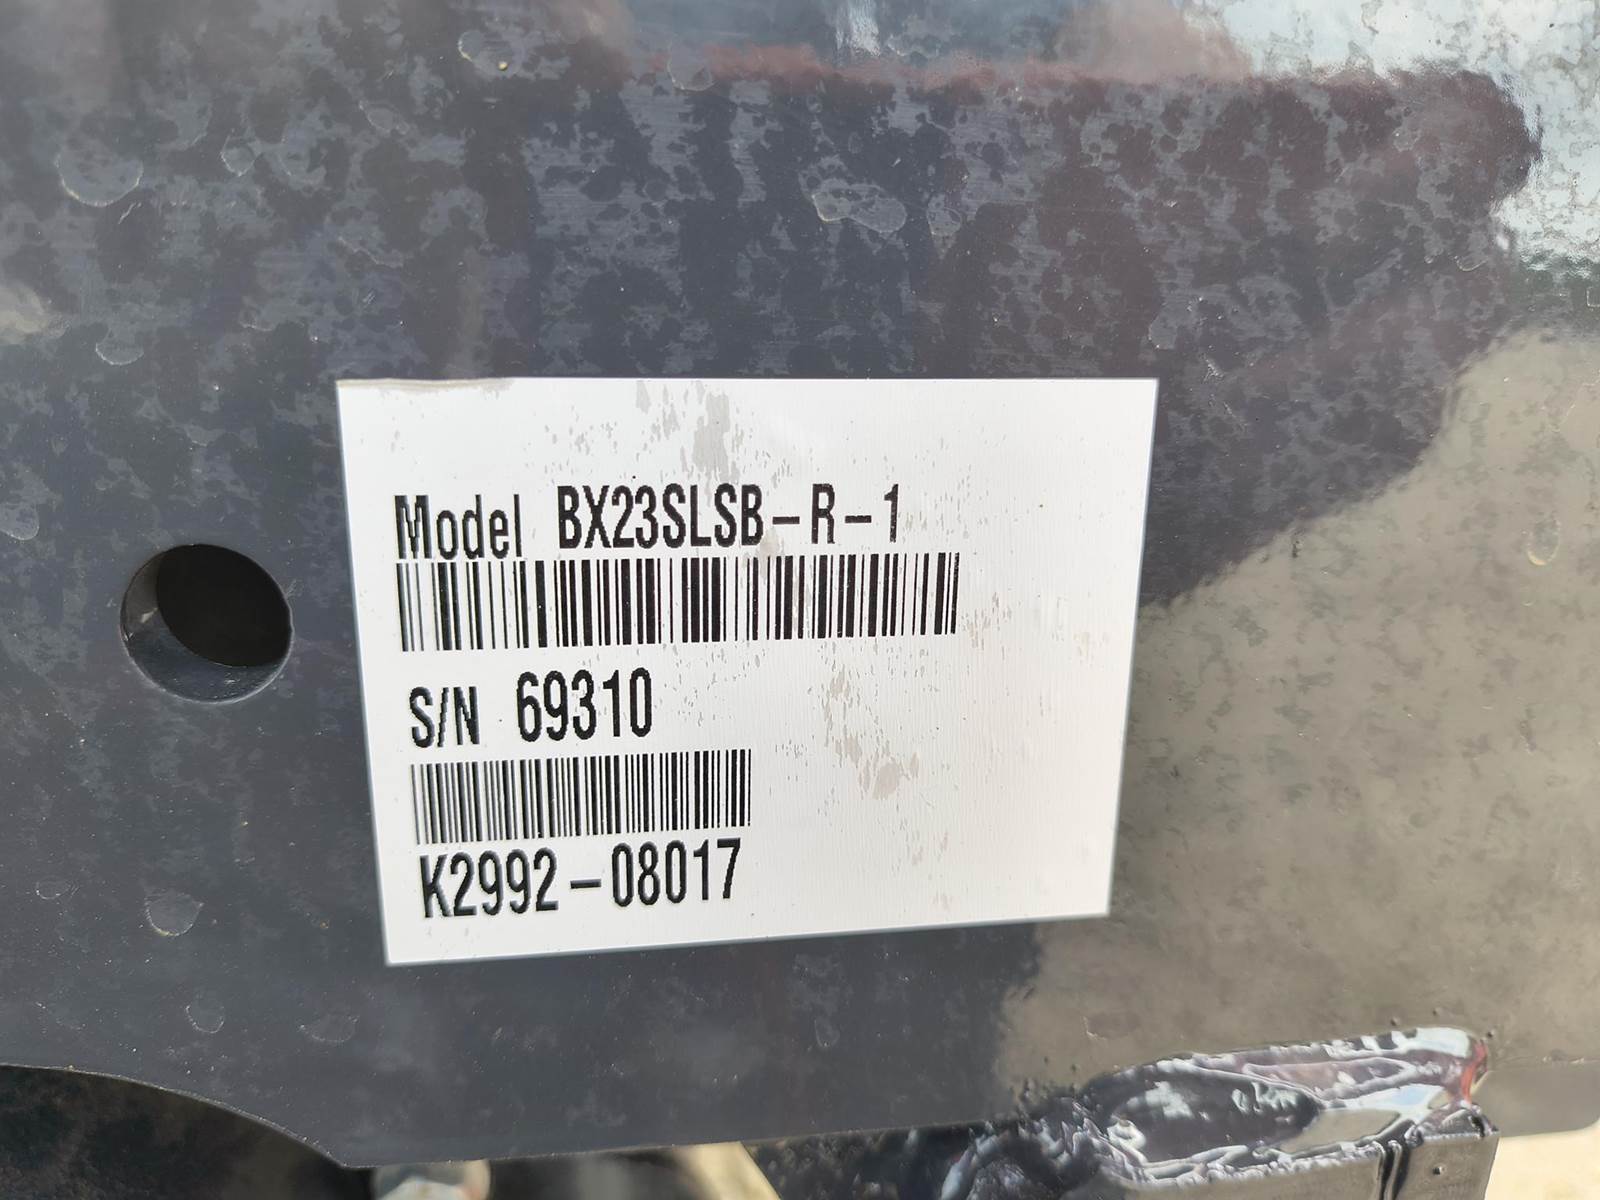 Model BX23SLSB-R-1
S/N 69310
K2992-08017